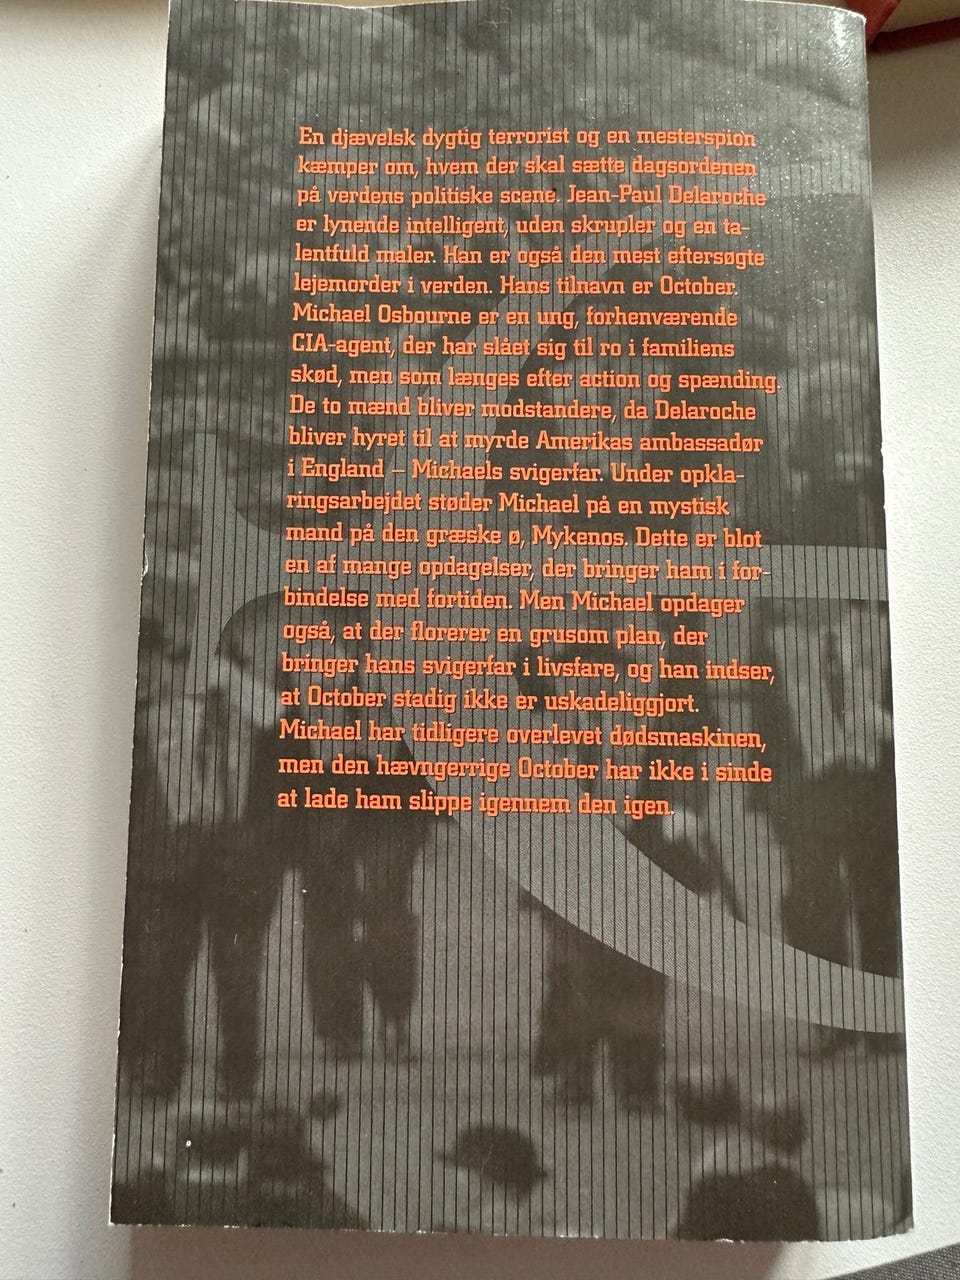 En djævelsk dygtig terrorist og en mesterspion
kæmper om, hvem der skal sætte dagsordenen
på verdens politiske scene. Jean-Paul Delaroche
er lynende intelligent, uden skrupler og en ta-
lentfuld maler. Han er også den mest eftersøgte
lejemorder i verden. Hans tilnavn er October.
Michael Osbourne er en ung, forhenværende
CIA-agent, der har slået sig til ro i familiens
skød, men som længes efter action og spænding.
De to mænd bliver modstandere, da Delaroche
bliver hyret til at myrde Amerikas ambassadør
i England – Michaels svigerfar. Under opkla-
ringsarbejdet støder Michael på en mystisk
mand på den græske ø, Mykenos. Dette er blot
en af mange opdagelser, der bringer ham i for-
bindelse med fortiden. Men Michael opdager
også, at der florerer en grusom plan, der
bringer hans svigerfar i livsfare, og han indser,
at October stadig ikke er uskadeliggjort.
Michael har tidligere overlevet dødsmaskinen,
men den hævngerrige October har ikke i sinde
at lade ham slippe igennem den igen.